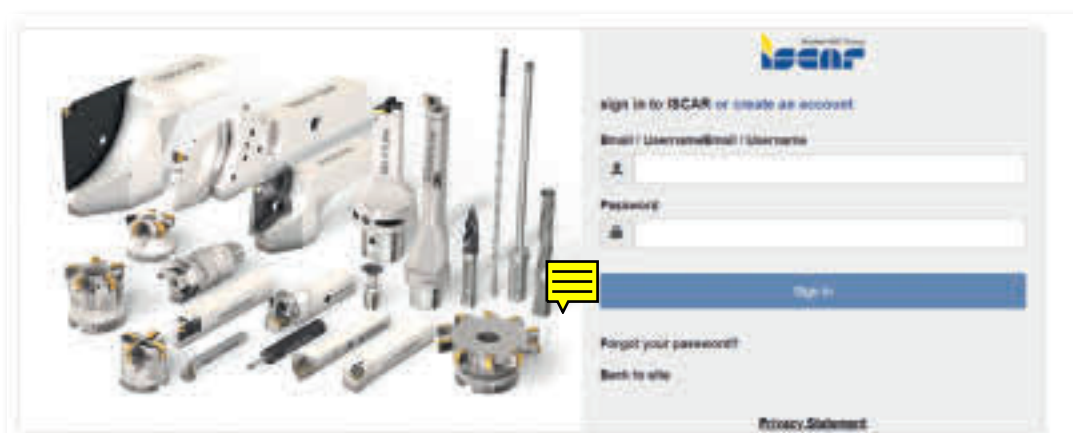 ISCAR
sign in to ISCAR or create an account
Email / UsernameEmail / Username
Password
Sign in
Forgot your password?
Back to site
Privacy Statement